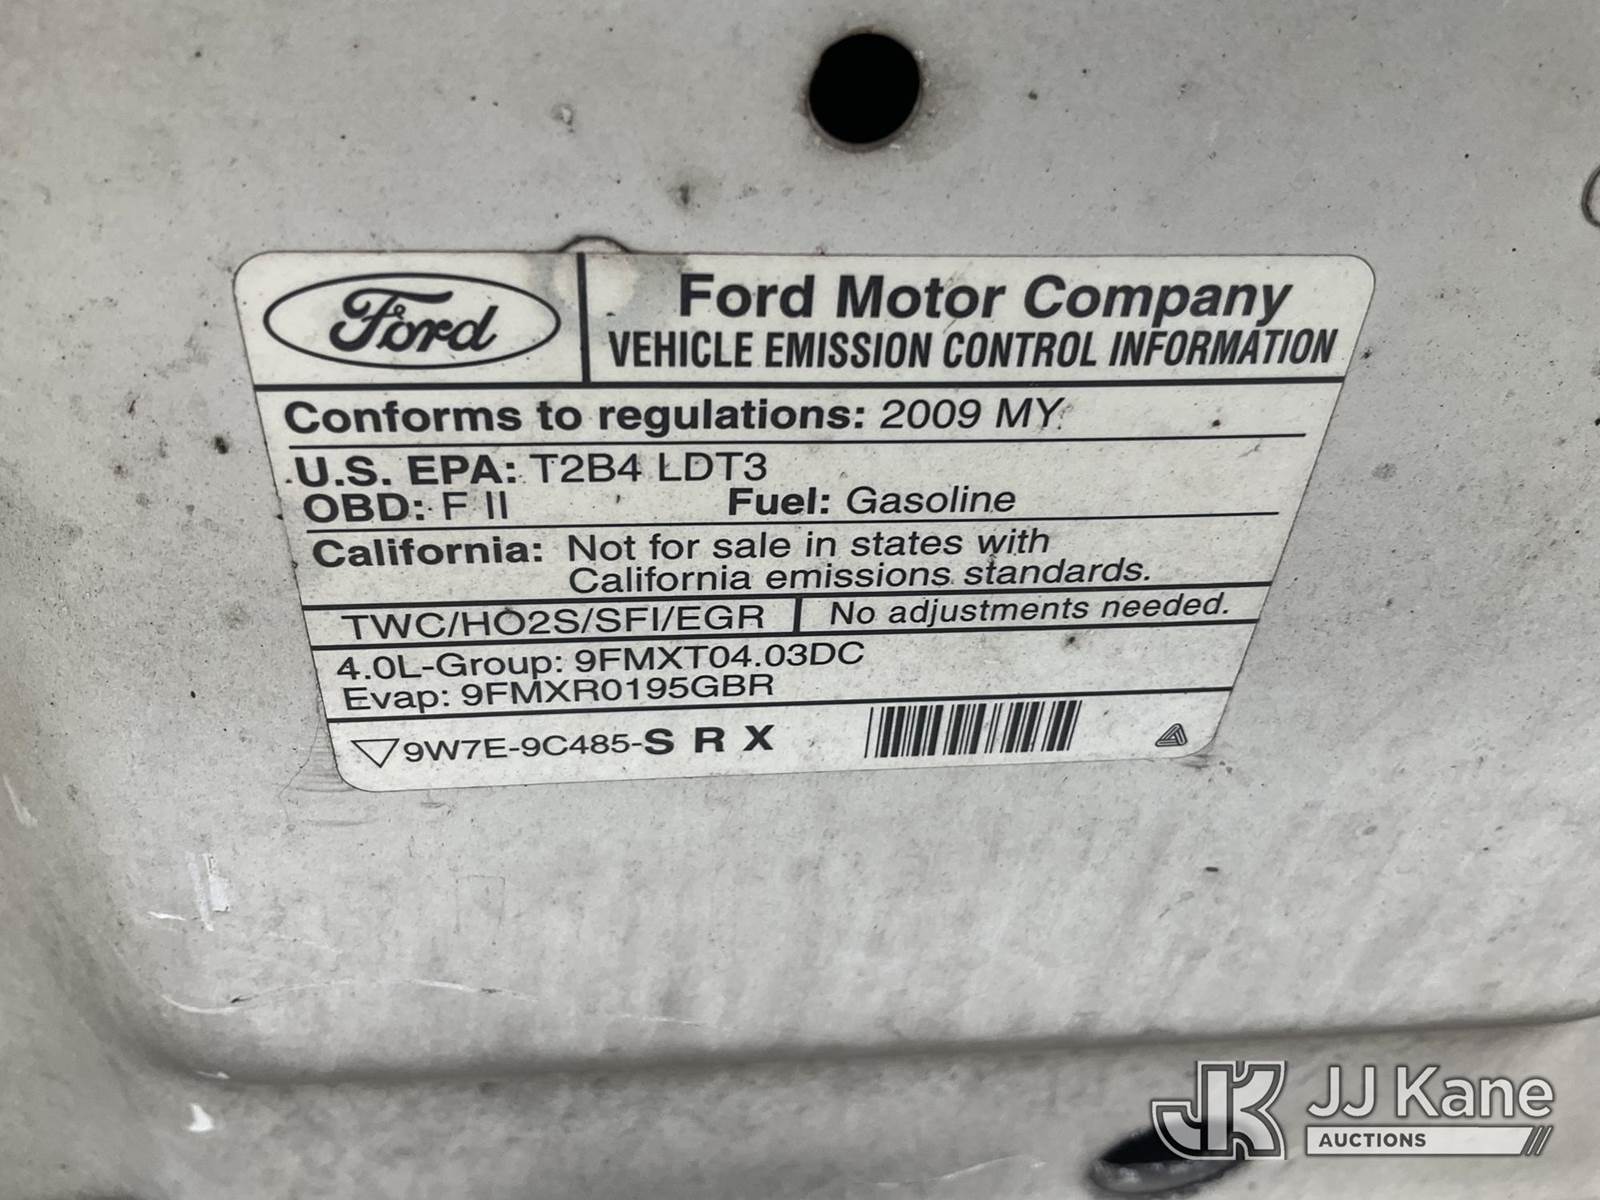 Ford
Ford Motor Company
VEHICLE EMISSION CONTROL INFORMATION
Conforms to regulations: 2009 MY
U.S. EPA: T2B4 LDT3
OBD: F II Fuel: Gasoline
California: Not for sale in states with
California emissions standards.
TWC/HO2S/SFI/EGR No adjustments needed.
4.0L-Group: 9FMXT04.03DC
Evap: 9FMXR0195GBR
9W7E-9C485-S R X
JK JJ Kane
AUCTIONS